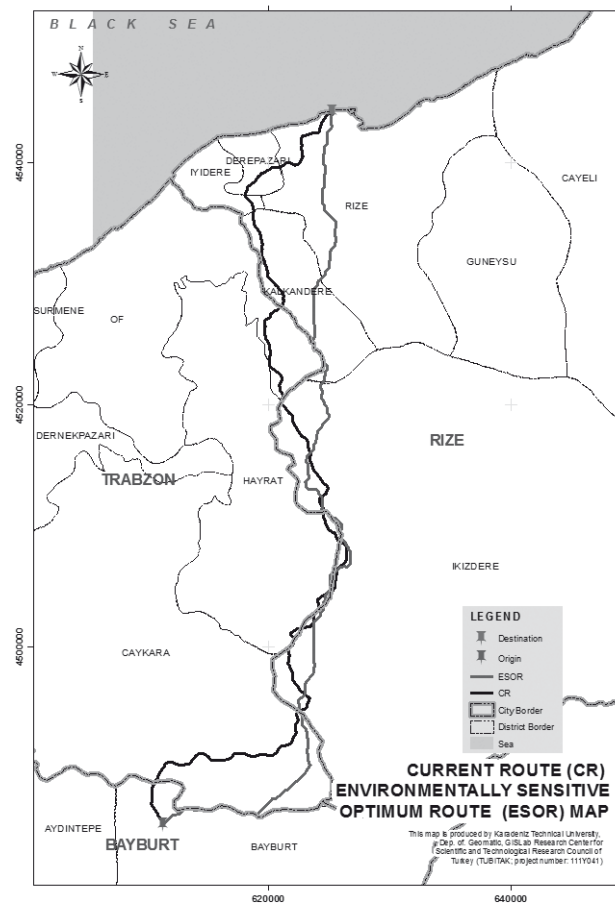 BLACK SEA
N
W E
S
4540000
DEREPAZARI
IYIDERE
CAYELI
RIZE
GUNEYSU
KALKANDERE
SURMENE
OF
4520000
DERNEKPAZARI
RIZE
TRABZON
HAYRAT
IKIZDERE
LEGEND
Destination
Origin
ESOR
CR
City Border
District Border
Sea
4500000
CAYKARA
CURRENT ROUTE (CR)
ENVIRONMENTALLY SENSITIVE
OPTIMUM ROUTE (ESOR) MAP
This map is produced by Karadeniz Technical University,
Dep. of. Geomatic, GISLab Research Center for
Scientific and Technological Research Council of
Turkey (TUBITAK; project number: 111Y041)
AYDINTEPE
BAYBURT
BAYBURT
620000
640000